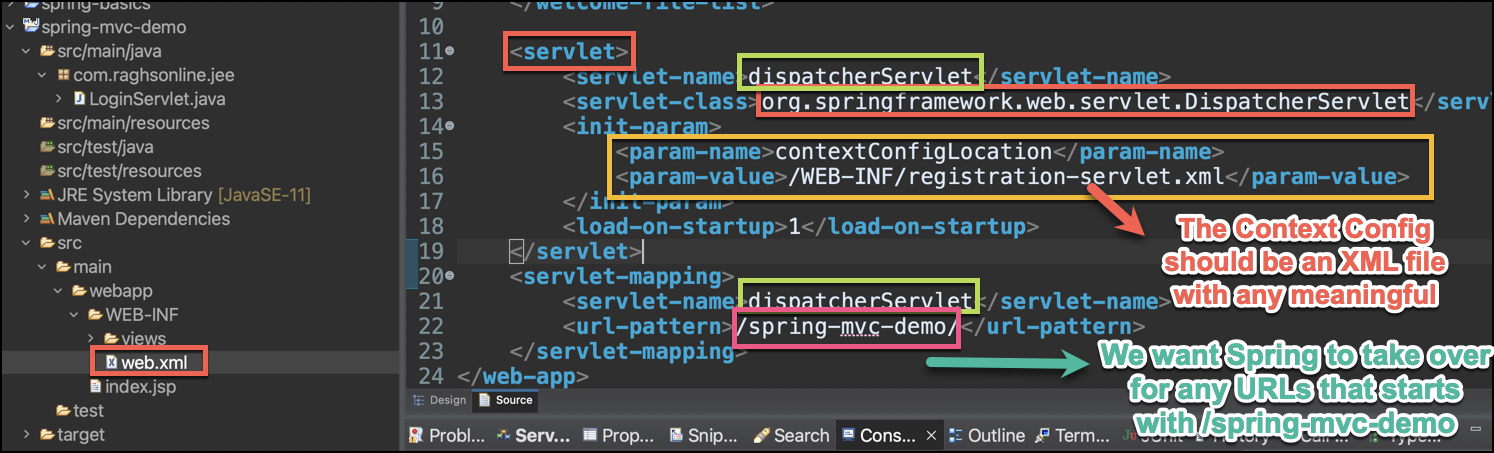 spring-basics
spring-mvc-demo
src/main/java
com.raghsonline.jee
LoginServlet.java
src/main/resources
src/test/java
src/test/resources
JRE System Library [JavaSE-11]
Maven Dependencies
src
main
webapp
WEB-INF
views
web.xml
index.jsp
test
target
9 </welcome-file-list>
10
11 <servlet>
12 <servlet-name>dispatcherServlet</servlet-name>
13 <servlet-class>org.springframework.web.servlet.DispatcherServlet</serv
14 <init-param>
15 <param-name>contextConfigLocation</param-name>
16 <param-value>/WEB-INF/registration-servlet.xml</param-value>
17 </init-param>
18 <load-on-startup>1</load-on-startup>
19 </servlet>
20 <servlet-mapping>
21 <servlet-name>dispatcherServlet</servlet-name>
22 <url-pattern>/spring-mvc-demo/</url-pattern>
23 </servlet-mapping>
24 </web-app>
The Context Config
should be an XML file
with any meaningful
We want Spring to take over
for any URLs that starts
with /spring-mvc-demo
Design Source
Probl... Serv... Prop... Snip... Search Cons... Outline Term...